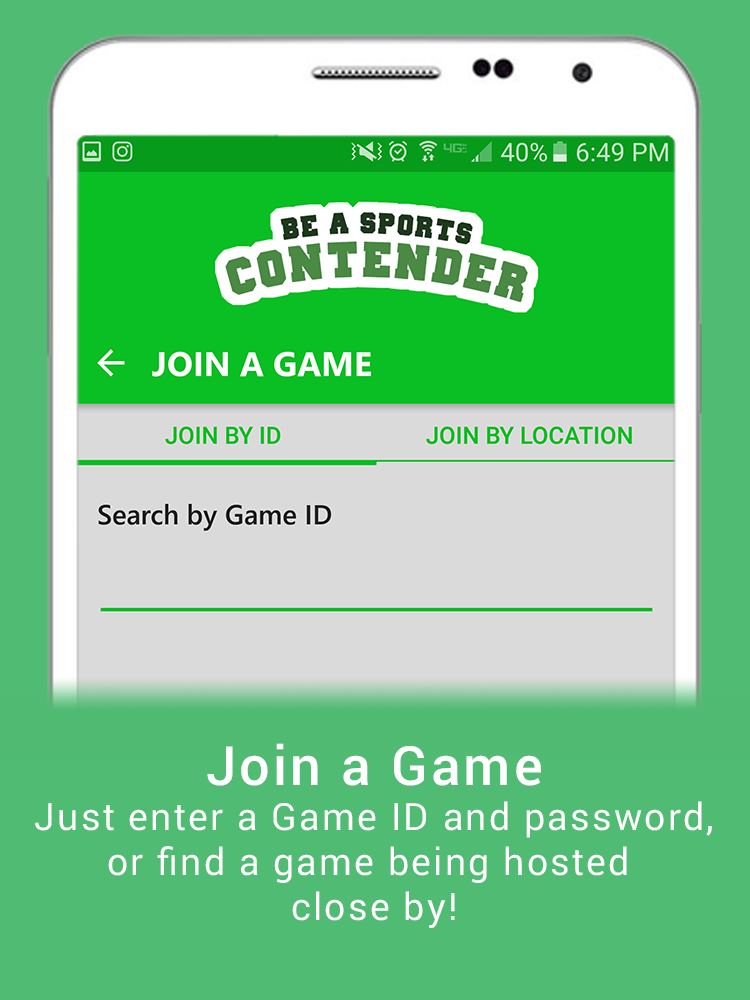 4GE 40% 6:49 PM
BE A SPORTS
CONTENDER
JOIN A GAME
JOIN BY ID JOIN BY LOCATION
Search by Game ID
Join a Game
Just enter a Game ID and password,
or find a game being hosted
close by!